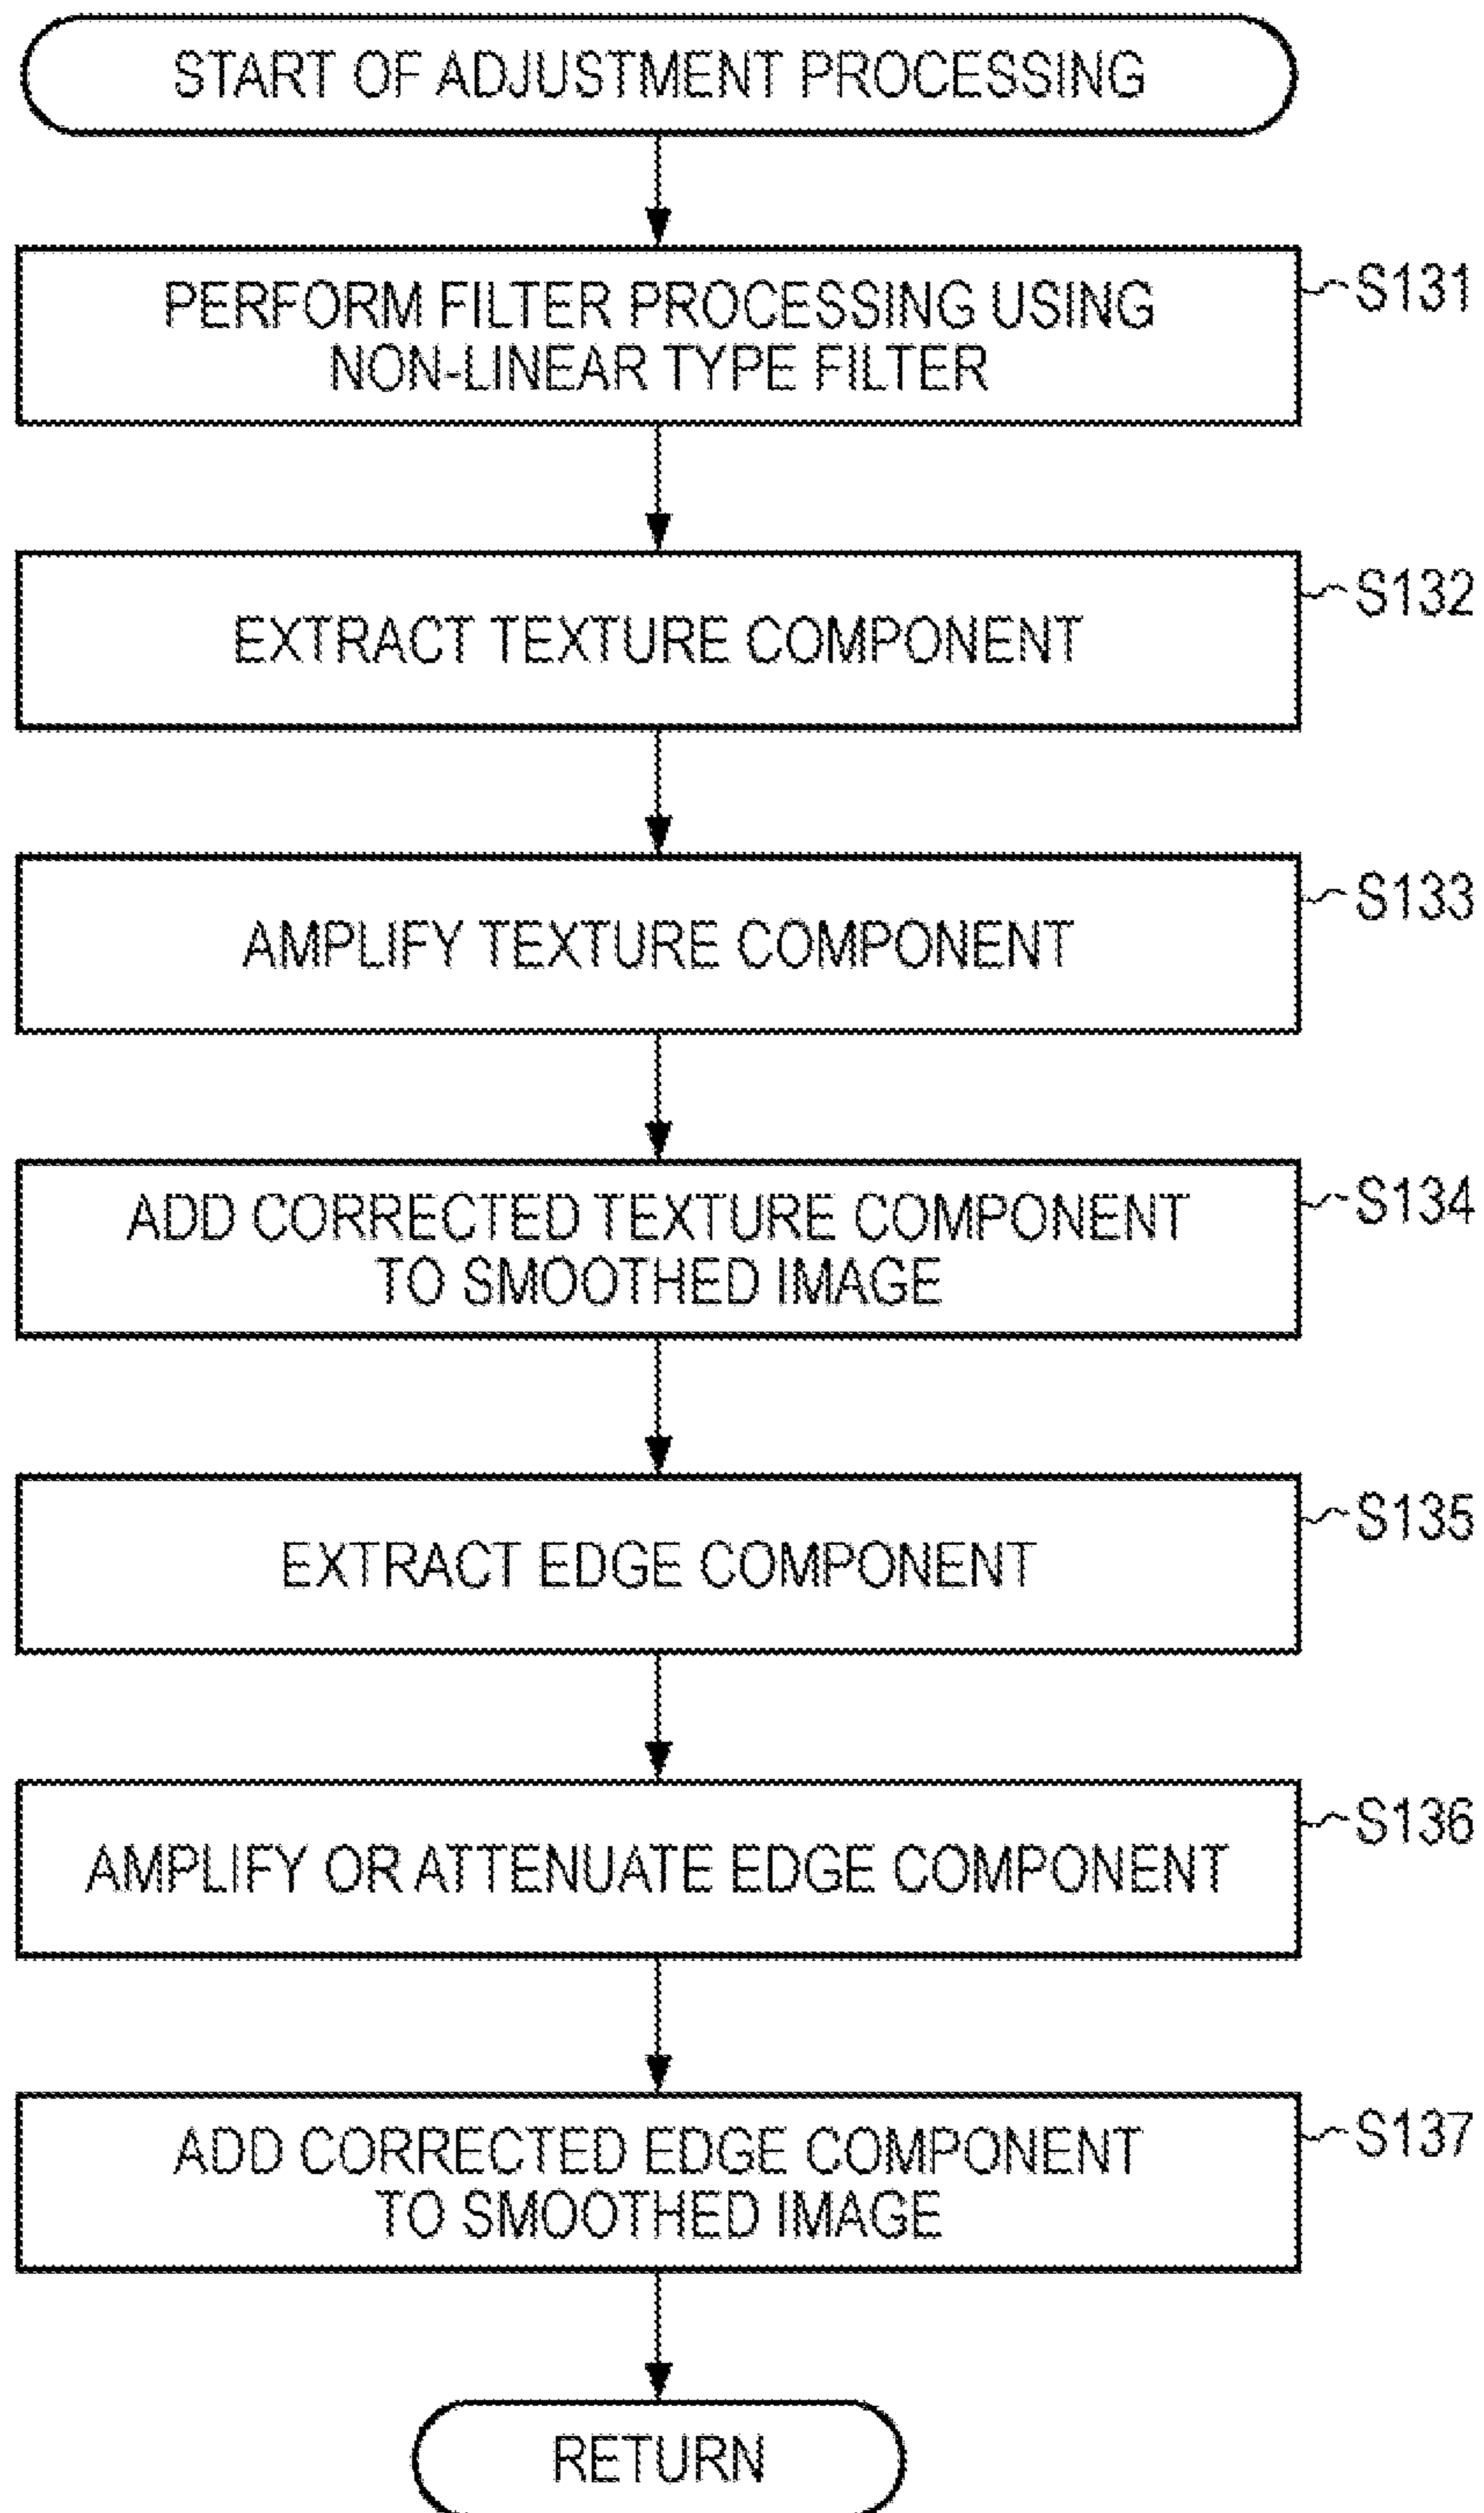 START OF ADJUSTMENT PROCESSING
PERFORM FILTER PROCESSING USING
NON-LINEAR TYPE FILTER
S131
EXTRACT TEXTURE COMPONENT
S132
AMPLIFY TEXTURE COMPONENT
S133
ADD CORRECTED TEXTURE COMPONENT
TO SMOOTHED IMAGE
S134
EXTRACT EDGE COMPONENT
S135
AMPLIFY OR ATTENUATE EDGE COMPONENT
S136
ADD CORRECTED EDGE COMPONENT
TO SMOOTHED IMAGE
S137
RETURN